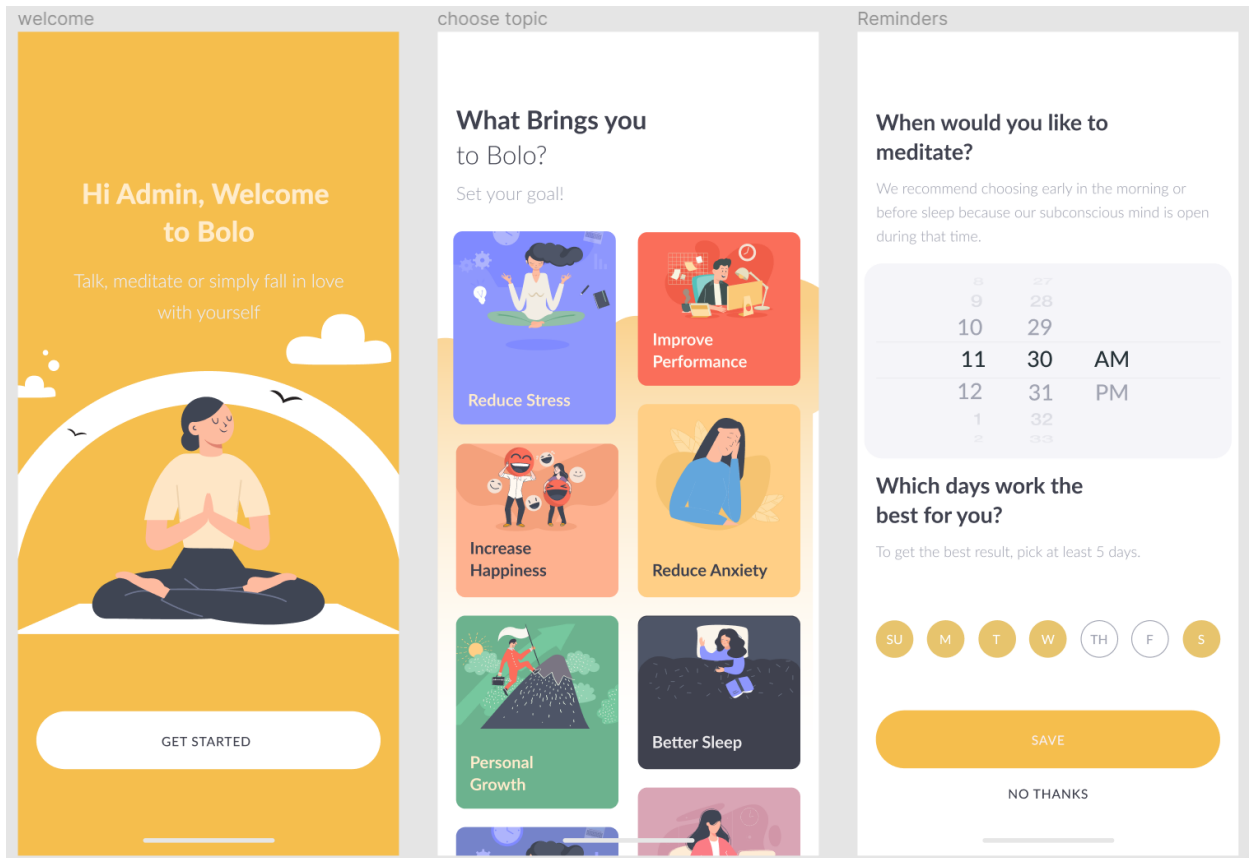 welcome
Hi Admin, Welcome
to Bolo
Talk, meditate or simply fall in love
with yourself
GET STARTED
choose topic
What Brings you
to Bolo?
Set your goal!
Reduce Stress
Improve
Performance
Increase
Happiness
Reduce Anxiety
Personal
Growth
Better Sleep
Reminders
When would you like to
meditate?
We recommend choosing early in the morning or
before sleep because our subconscious mind is open
during that time.
8 27
9 28
10 29
11 30 AM
12 31 PM
1 32
2 33
Which days work the
best for you?
To get the best result, pick at least 5 days.
SU M T W TH F S
SAVE
NO THANKS